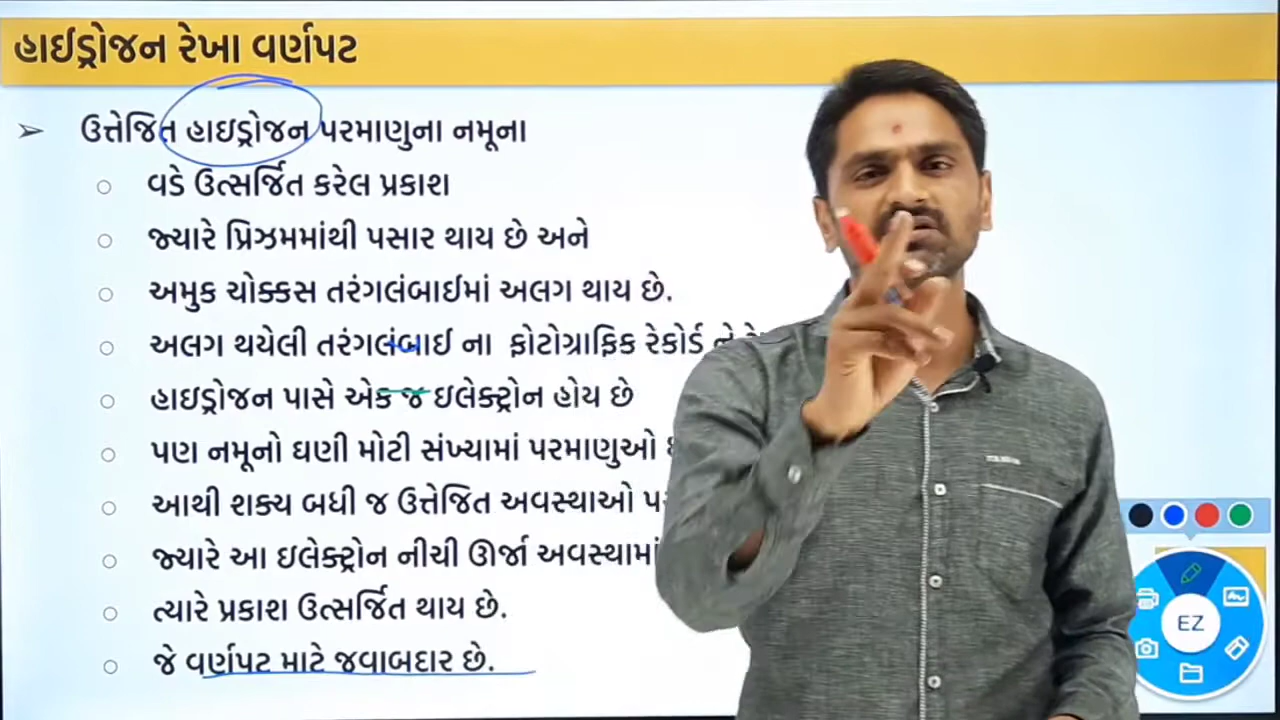 હાઈડ્રોજન રેખા વર્ણપટ
ઉત્તેજિત હાઇડ્રોજન પરમાણુના નમૂના
વડે ઉત્સર્જિત કરેલ પ્રકાશ
જ્યારે પ્રિઝમમાંથી પસાર થાય છે અને
અમુક ચોક્કસ તરંગલંબાઈમાં અલગ થાય છે.
અલગ થયેલી તરંગલંબાઈ ના ફોટોગ્રાફિક રેકોર્ડ ને
હાઇડ્રોજન પાસે એક જ ઇલેક્ટ્રોન હોય છે
પણ નમૂનો ઘણી મોટી સંખ્યામાં પરમાણુઓ
આથી શક્ય બધી જ ઉત્તેજિત અવસ્થાઓ
જ્યારે આ ઇલેક્ટ્રોન નીચી ઊર્જા અવસ્થામાં
ત્યારે પ્રકાશ ઉત્સર્જિત થાય છે.
જે વર્ણપટ માટે જવાબદાર છે.
EZ